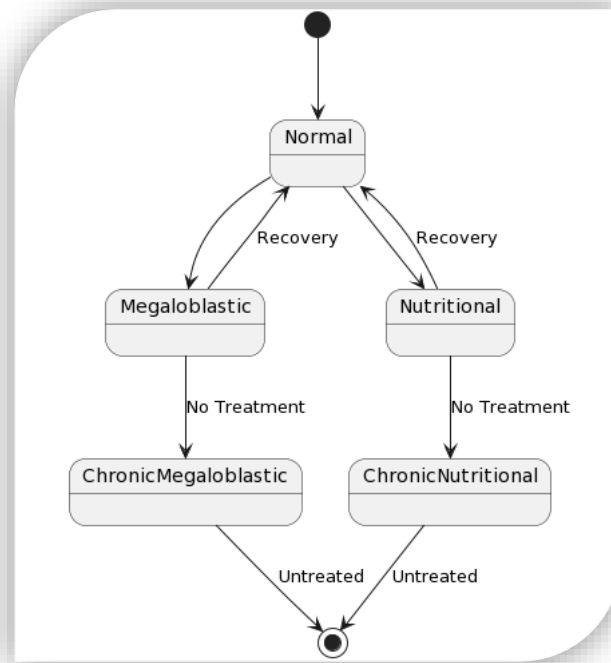 Normal
Recovery
Recovery
Megaloblastic
Nutritional
No Treatment
No Treatment
ChronicMegaloblastic
ChronicNutritional
Untreated
Untreated